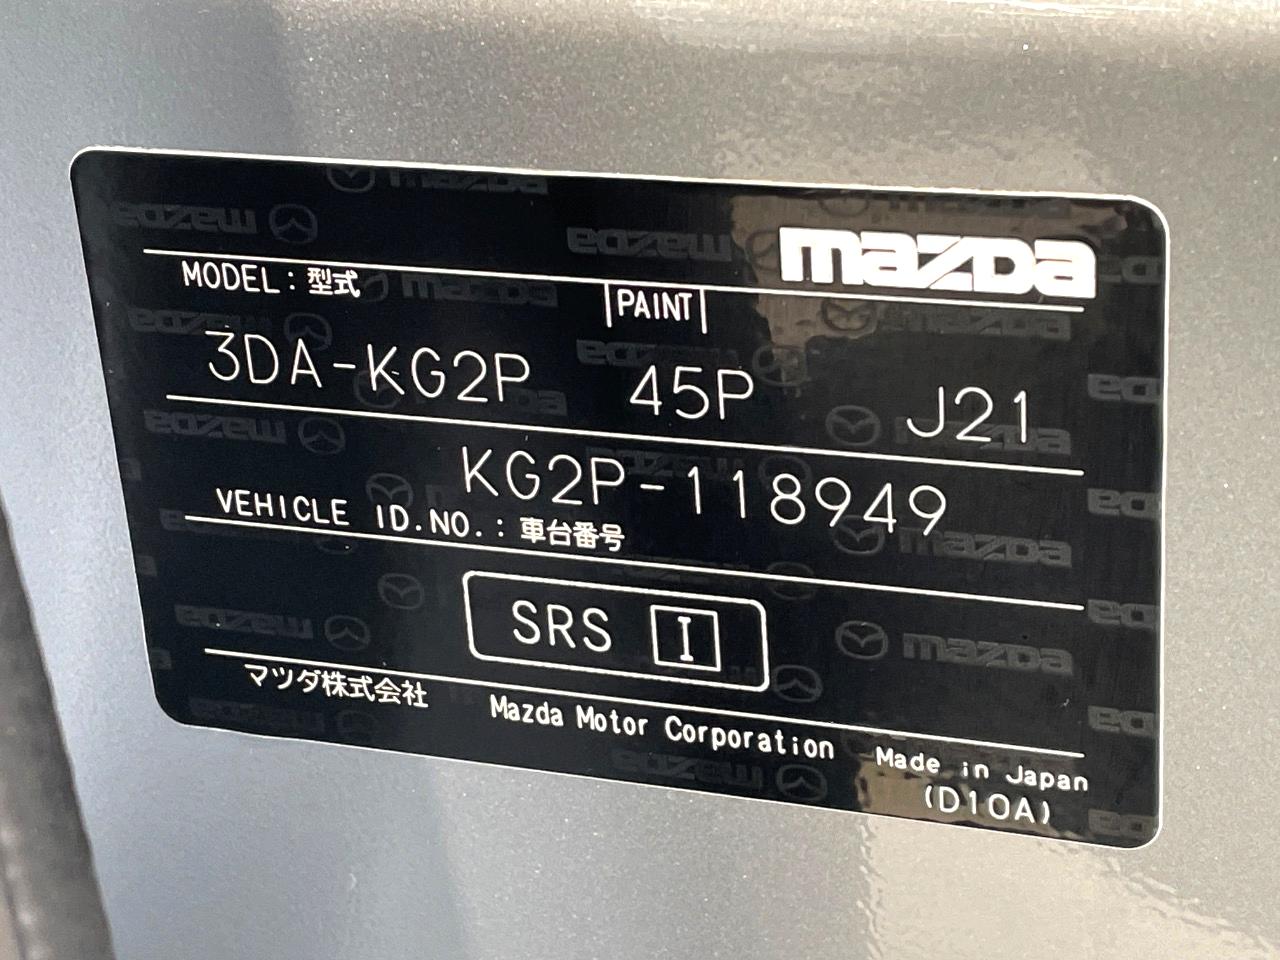 mazda
MODEL:型式 PAINT
3DA-KG2P 45P J21
KG2P-118949
VEHICLE ID.NO.:車台番号
SRS I
マツダ株式会社 Mazda Motor Corporation Made in Japan
(D10A)